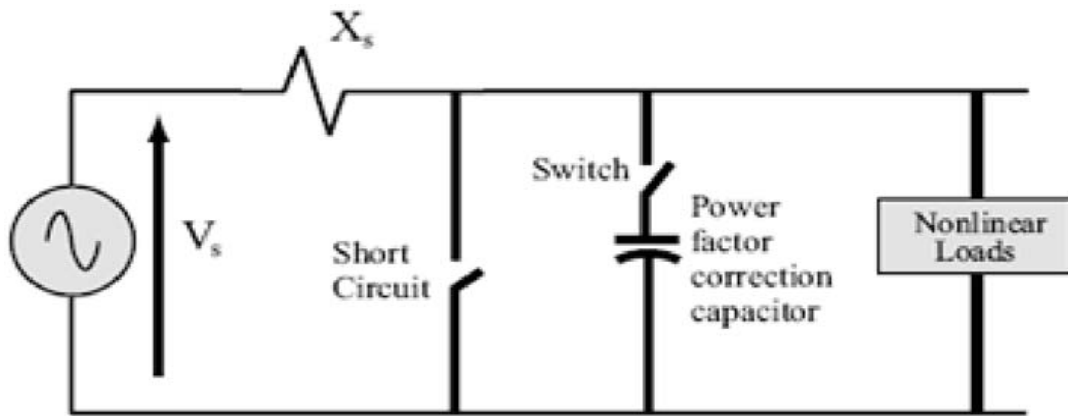 Xs
Vs
Short
Circuit
Switch
Power
factor
correction
capacitor
Nonlinear
Loads